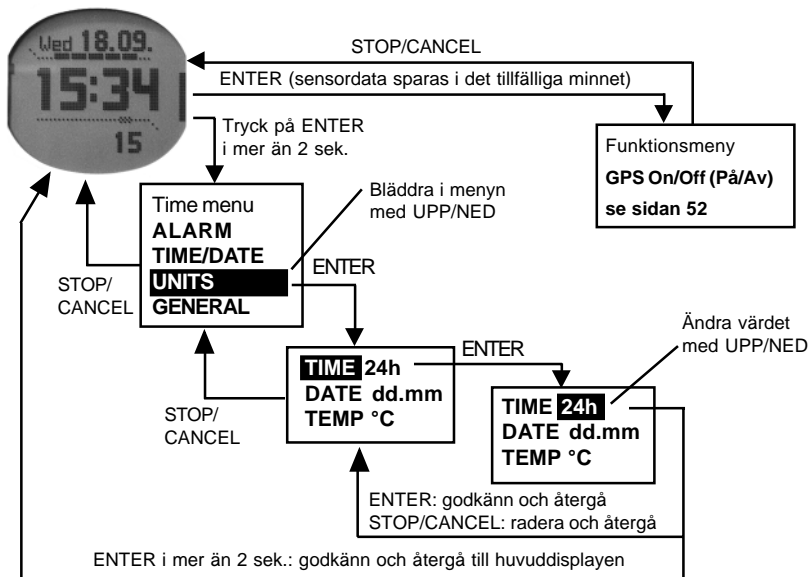 Wed 18.09.
15:34
15
STOP/CANCEL
ENTER (sensordata sparas i det tillfälliga minnet)
Tryck på ENTER
i mer än 2 sek.
Funktionsmeny
GPS On/Off (På/Av)
se sidan 52
Bläddra i menyn
med UPP/NED
Time menu
ALARM
TIME/DATE
UNITS
GENERAL
STOP/
CANCEL
ENTER
Ändra värdet
med UPP/NED
TIME 24h
DATE dd.mm
TEMP °C
ENTER
STOP/
CANCEL
TIME 24h
DATE dd.mm
TEMP °C
ENTER: godkänn och återgå
STOP/CANCEL: radera och återgå
ENTER i mer än 2 sek.: godkänn och återgå till huvuddisplayen